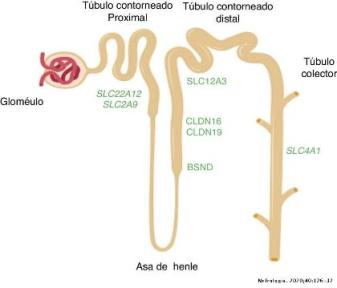 Túbulo contorneado
Proximal
Túbulo contorneado
distal
Túbulo
colector
Gloméulo
SLC22A12
SLC2A9
SLC12A3
CLDN16
CLDN19
BSND
SLC4A1
Asa de henle
Nefrologia. 2020;40:126-37